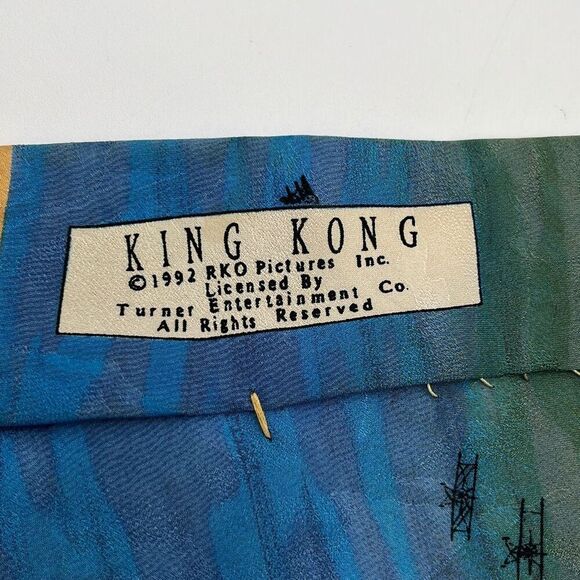 KING KONG
©1992 RKO Pictures Inc.
Licensed By
Turner Entertainment Co.
All Rights Reserved